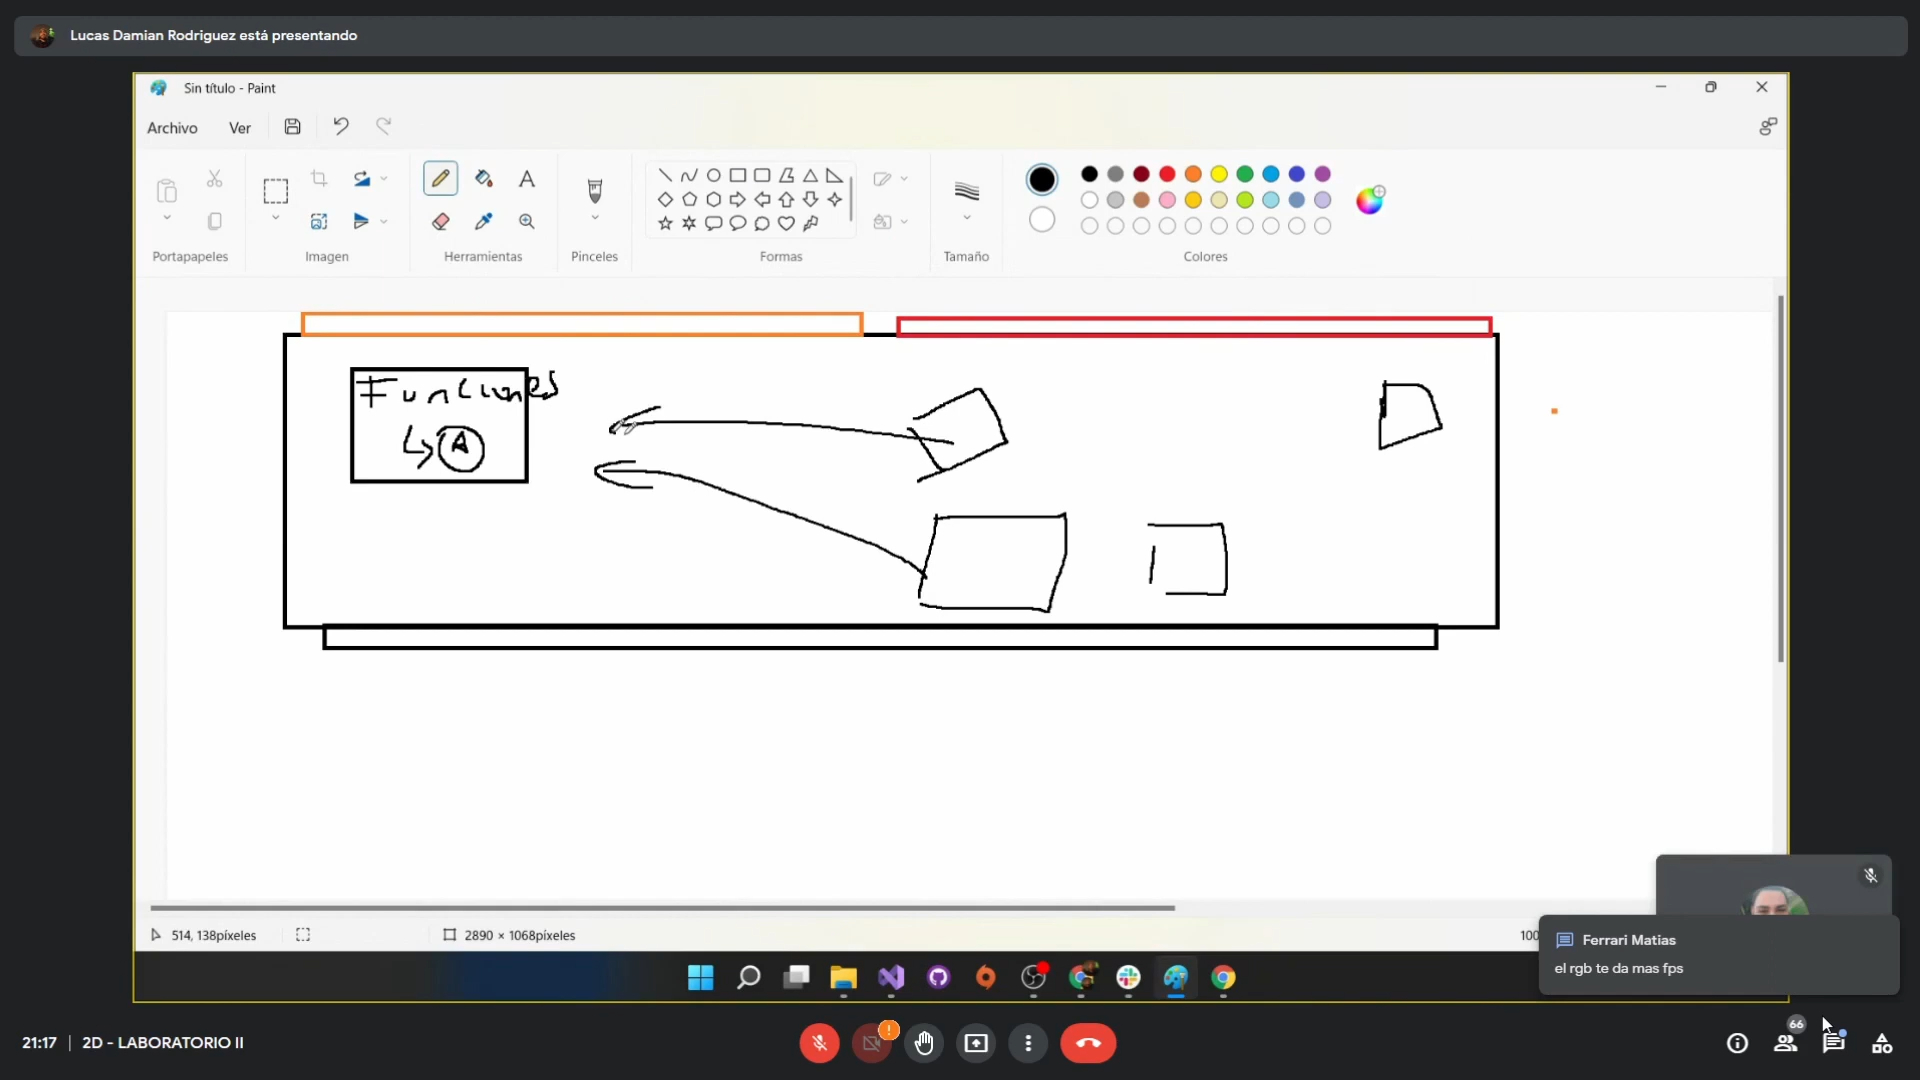 Lucas Damian Rodriguez está presentando
Sin título - Paint
Archivo
Ver
Portapapeles
Imagen
Herramientas
Pinceles
Formas
Tamaño
Colores
Funciones
A
514, 138píxeles
2890 × 1068píxeles
100
Ferrari Matias
el rgb te da mas fps
21:17 | 2D - LABORATORIO II
66